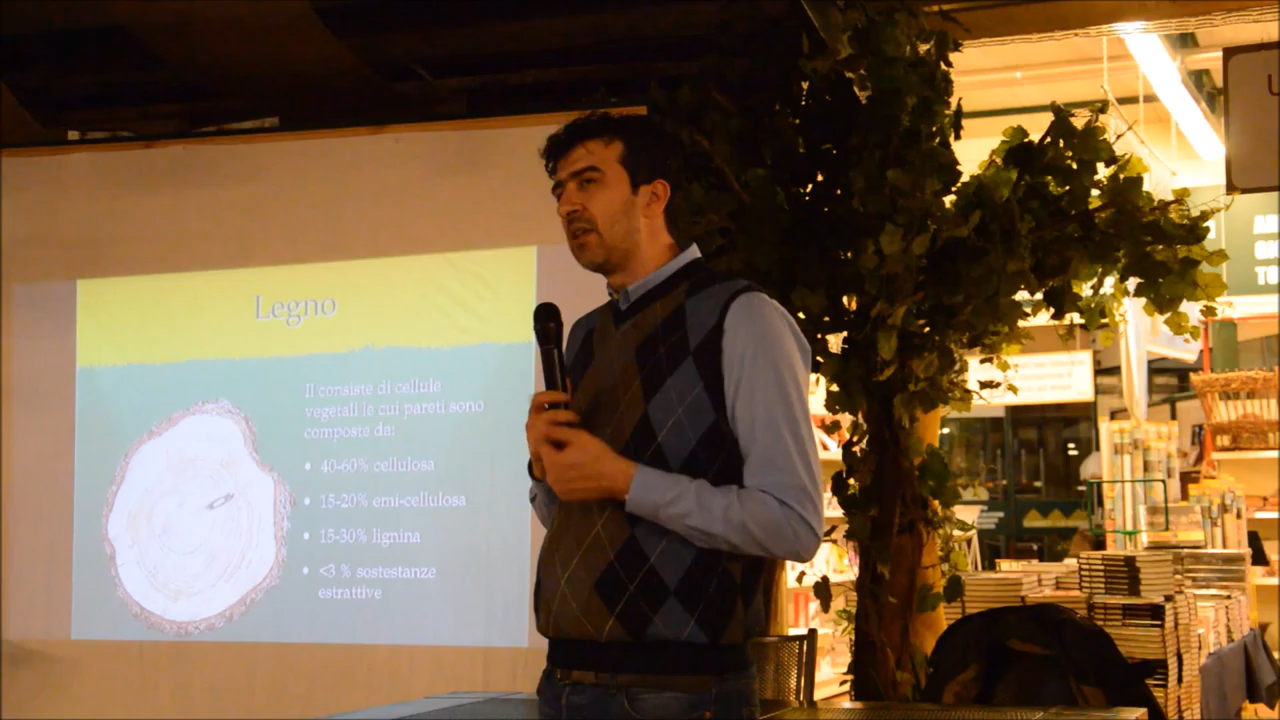 Legno
Il consiste di cellule
vegetali le cui pareti sono
composte da:
• 40-60% cellulosa
• 15-20% emi-cellulosa
• 15-30% lignina
• <3 % sostestanze
estrattive